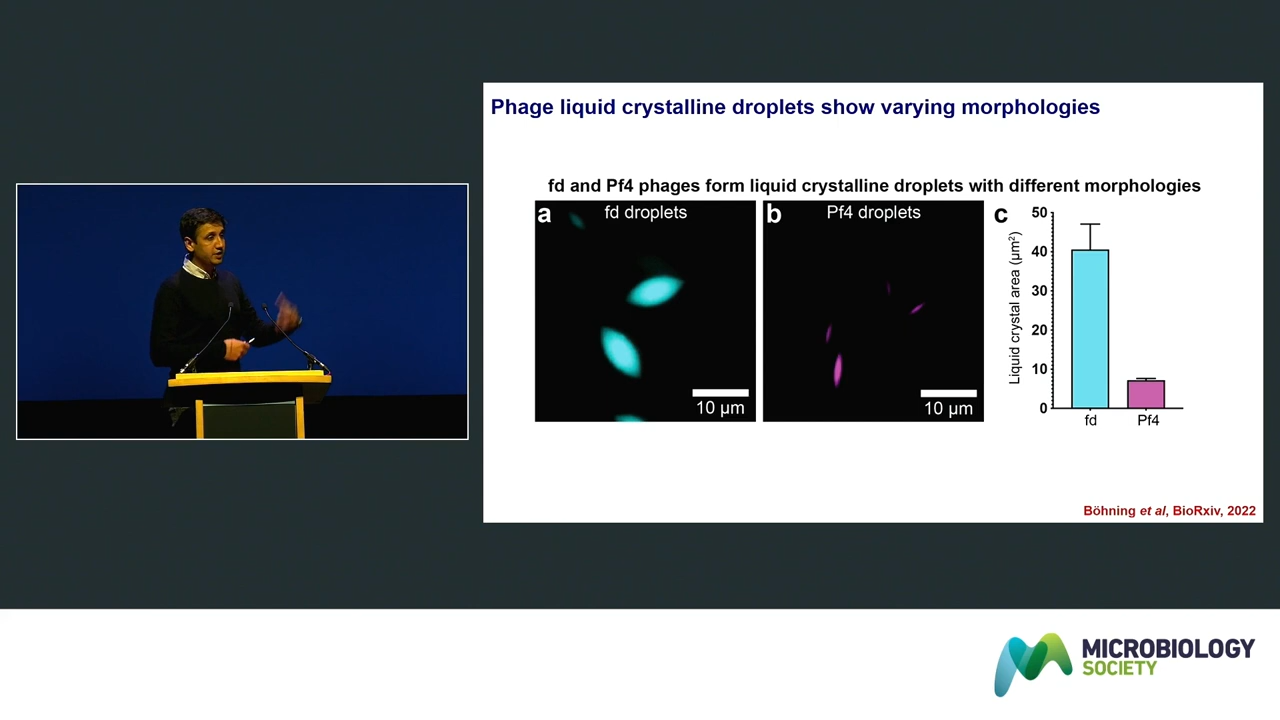 Phage liquid crystalline droplets show varying morphologies
fd and Pf4 phages form liquid crystalline droplets with different morphologies
a
fd droplets
10 µm
b
Pf4 droplets
10 µm
c
Liquid crystal area (µm²)
50
40
30
20
10
0
fd
Pf4
Böhning et al, BioRxiv, 2022
MICROBIOLOGY
SOCIETY